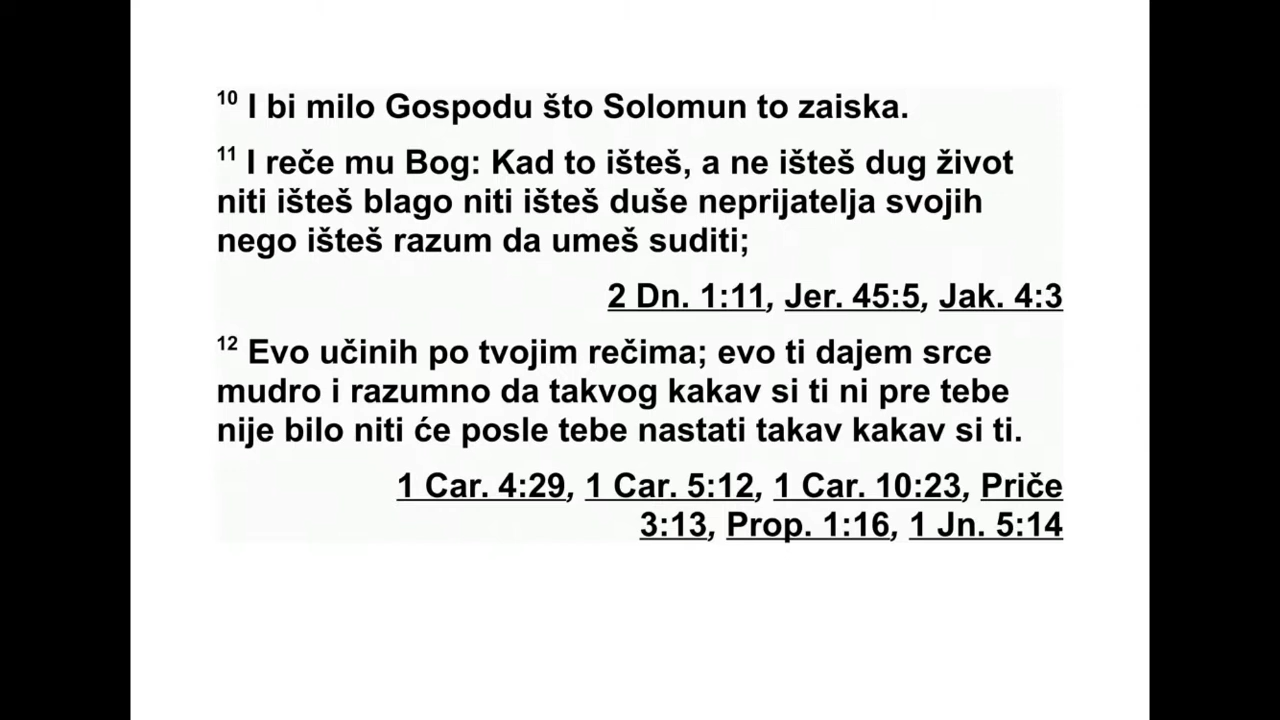 10 I bi milo Gospodu što Solomun to zaiska.
11 I reče mu Bog: Kad to išteš, a ne išteš dug život
niti išteš blago niti išteš duše neprijatelja svojih
nego išteš razum da umeš suditi;
2 Dn. 1:11, Jer. 45:5, Jak. 4:3
12 Evo učinih po tvojim rečima; evo ti dajem srce
mudro i razumno da takvog kakav si ti ni pre tebe
nije bilo niti će posle tebe nastati takav kakav si ti.
1 Car. 4:29, 1 Car. 5:12, 1 Car. 10:23, Priče
3:13, Prop. 1:16, 1 Jn. 5:14